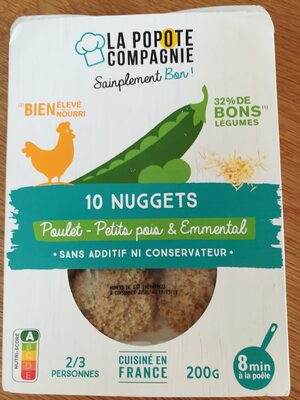 LA POPOTE
COMPAGNIE
Sainplement Bon !
BIEN ÉLEVÉ
NOURRI
32% DE
BONS
LÉGUMES
10 NUGGETS
Poulet - Petits pois & Emmental
• SANS ADDITIF NI CONSERVATEUR •
NUTRI-SCORE
A
B
C
D
E
2/3
PERSONNES
CUISINÉ EN
FRANCE
200G
8 min
à la poêle